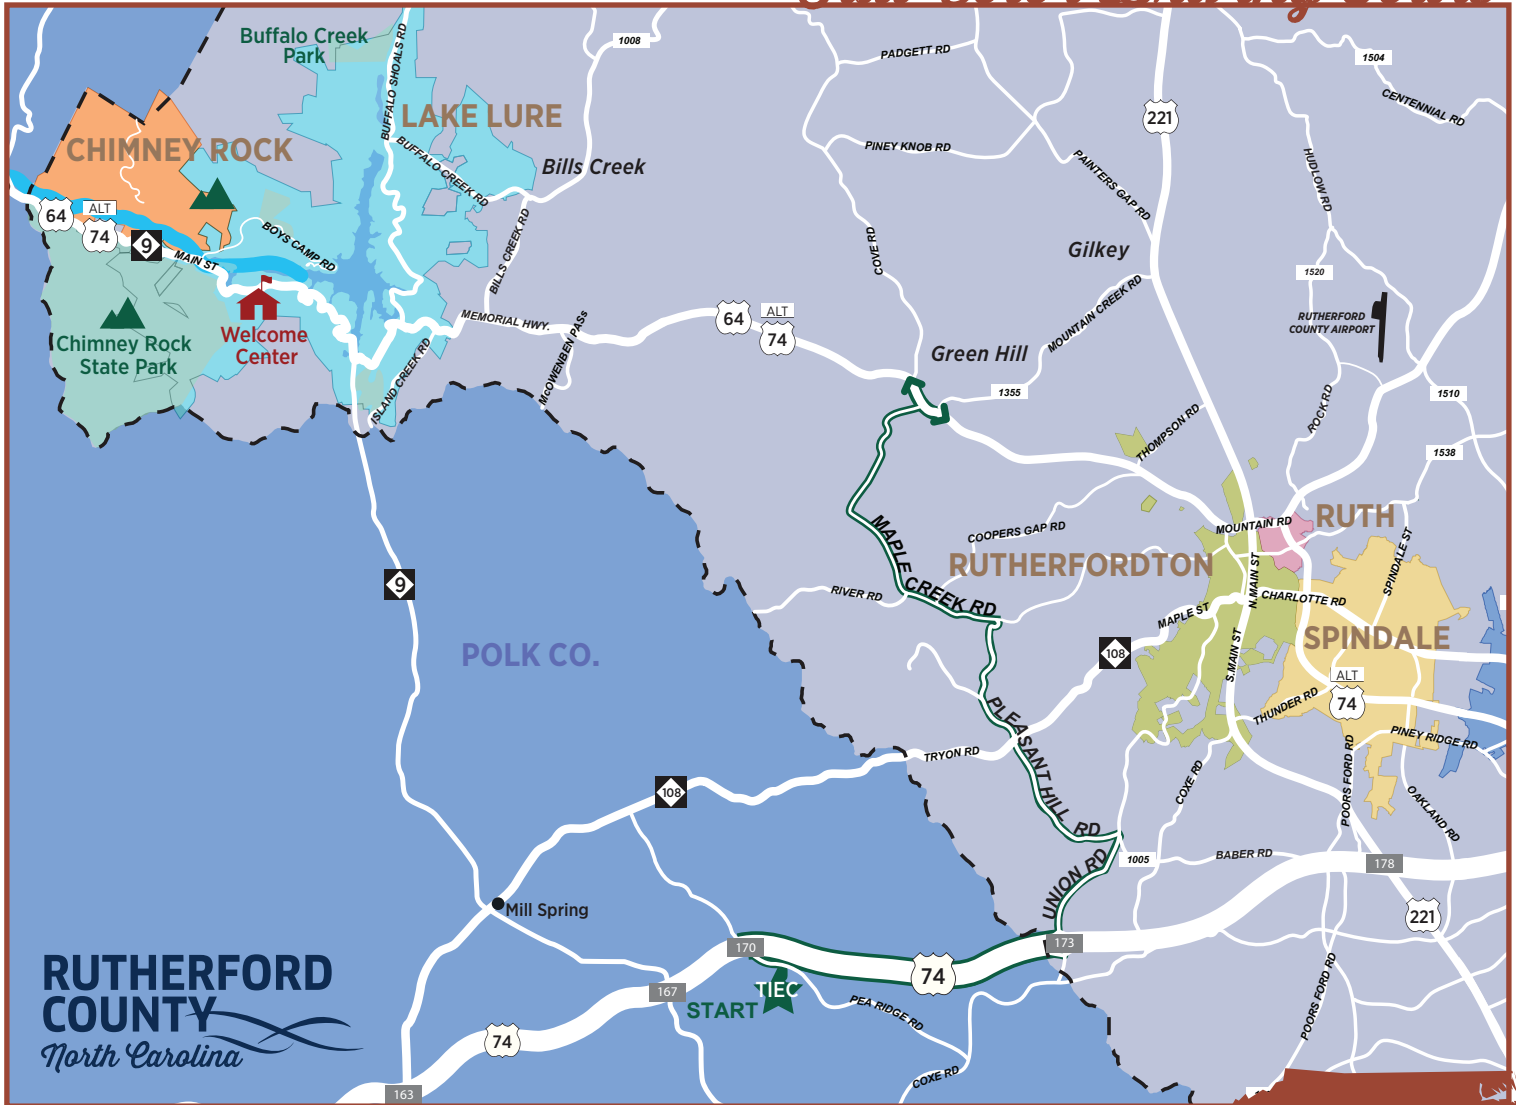 Buffalo Creek
Park
BUFFALO SHOALS RD
LAKE LURE
1008
PADGETT RD
1504
CENTENNIAL RD
221
CHIMNEY ROCK
BUFFALO CREEK RD
Bills Creek
PINEY KNOB RD
PAINTERS GAP RD
HUDLOW RD
64
ALT
74
9
MAIN ST
BOYS CAMP RD
BILLS CREEK RD
COVE RD
Gilkey
1520
RUTHERFORD
COUNTY AIRPORT
Chimney Rock
State Park
Welcome
Center
MEMORIAL HWY.
McOWENBEN PASS
ISLAND CREEK RD
64
ALT
74
MOUNTAIN CREEK RD
Green Hill
1355
1510
ROCK RD
THOMPSON RD
1538
MAPLE CREEK RD
COOPERS GAP RD
MOUNTAIN RD
RUTH
RUTHERFORDTON
SPINDALE ST
9
RIVER RD
N.MAIN ST
CHARLOTTE RD
MAPLE ST
SPINDALE
POLK CO.
108
S.MAIN ST
ALT
74
THUNDER RD
PLEASANT HILL RD
PINEY RIDGE RD
TRYON RD
108
COXE RD
POORS FORD RD
OAKLAND RD
UNION RD
1005
BABER RD
178
Mill Spring
221
170
173
74
167
START
TIEC
PEA RIDGE RD
POORS FORD RD
RUTHERFORD
COUNTY
North Carolina
74
COXE RD
163